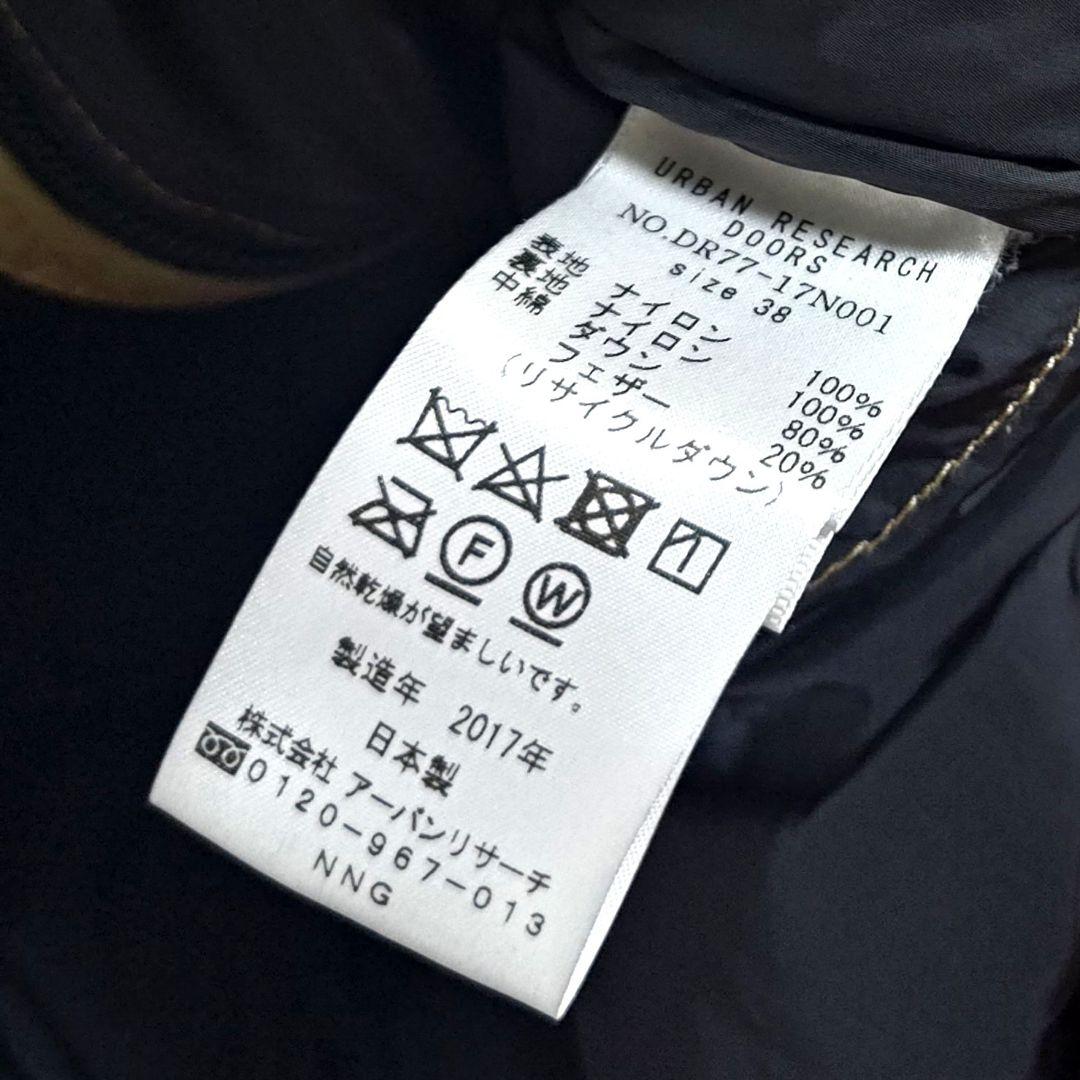 URBAN RESEARCH
DOORS
NO.DR77-17N001
size 38
表地 ナイロン 100%
裏地 ナイロン 100%
中綿 ダウン 80%
フェザー 20%
(リサイクルダウン)
F
W
自然乾燥が望ましいです。
製造年 2017年
日本製
株式会社 アーバンリサーチ
0120-967-013
NNG